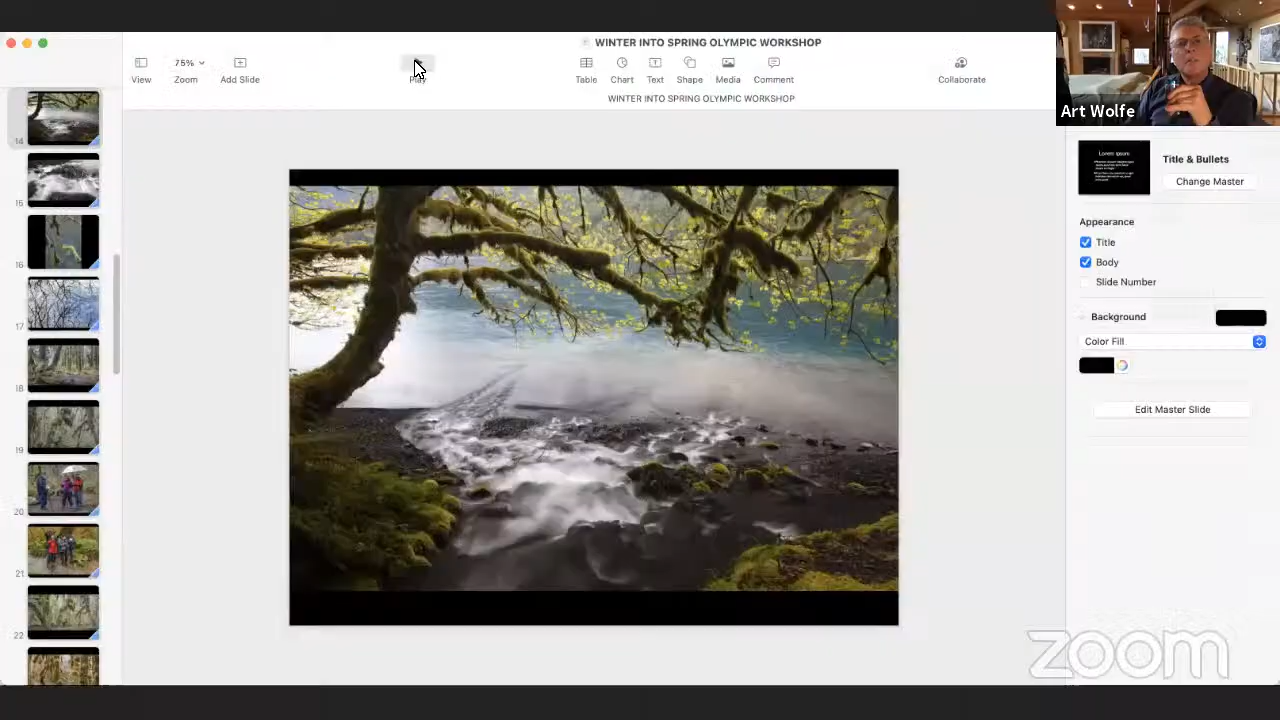 WINTER INTO SPRING OLYMPIC WORKSHOP
75%
View
Zoom
Add Slide
Table
Chart
Text
Shape
Media
Comment
Collaborate
WINTER INTO SPRING OLYMPIC WORKSHOP
Art Wolfe
14
15
16
17
18
19
20
21
22
Lorem Ipsum
Title & Bullets
Change Master
Appearance
Title
Body
Slide Number
Background
Color Fill
Edit Master Slide
zoom